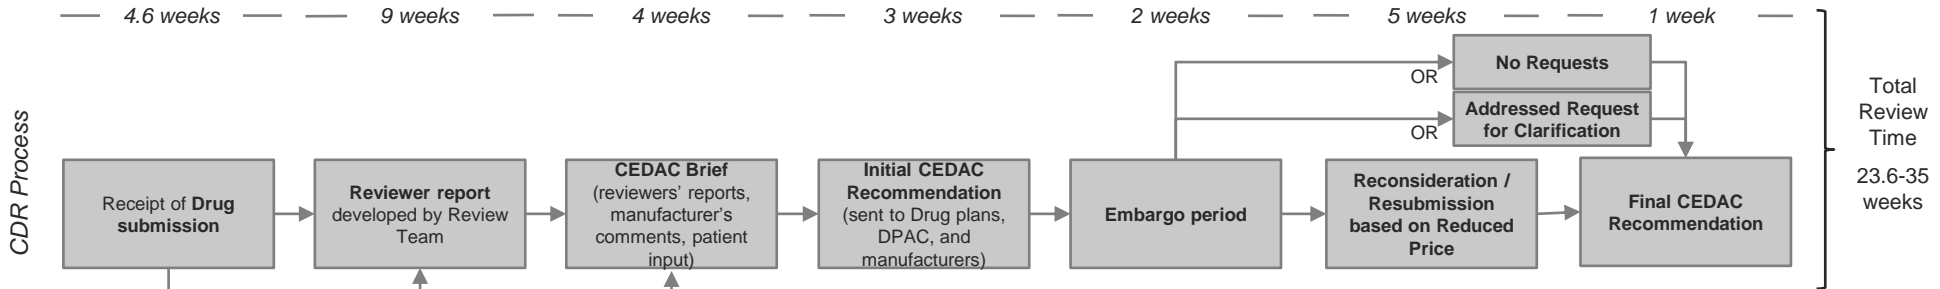 4.6 weeks
9 weeks
4 weeks
3 weeks
2 weeks
5 weeks
1 week
CDR Process
Receipt of Drug
submission
Reviewer report
developed by Review
Team
CEDAC Brief
(reviewers' reports,
manufacturer's
comments, patient
input)
Initial CEDAC
Recommendation
(sent to Drug plans,
DPAC, and
manufacturers)
Embargo period
OR
No Requests
OR
Addressed Request
for Clarification
Reconsideration /
Resubmission
based on Reduced
Price
Final CEDAC
Recommendation
Total
Review
Time
23.6-35
weeks